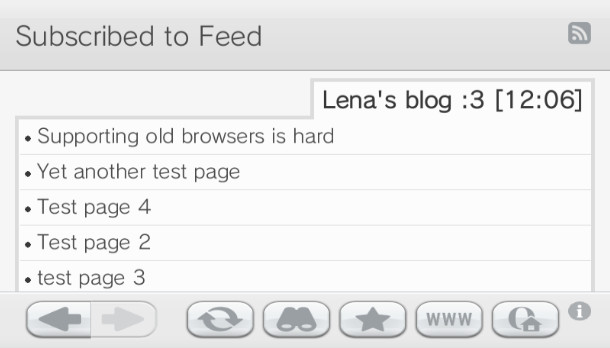 Subscribed to Feed
Lena's blog :3 [12:06]
• Supporting old browsers is hard
• Yet another test page
• Test page 4
• Test page 2
• test page 3
WWW